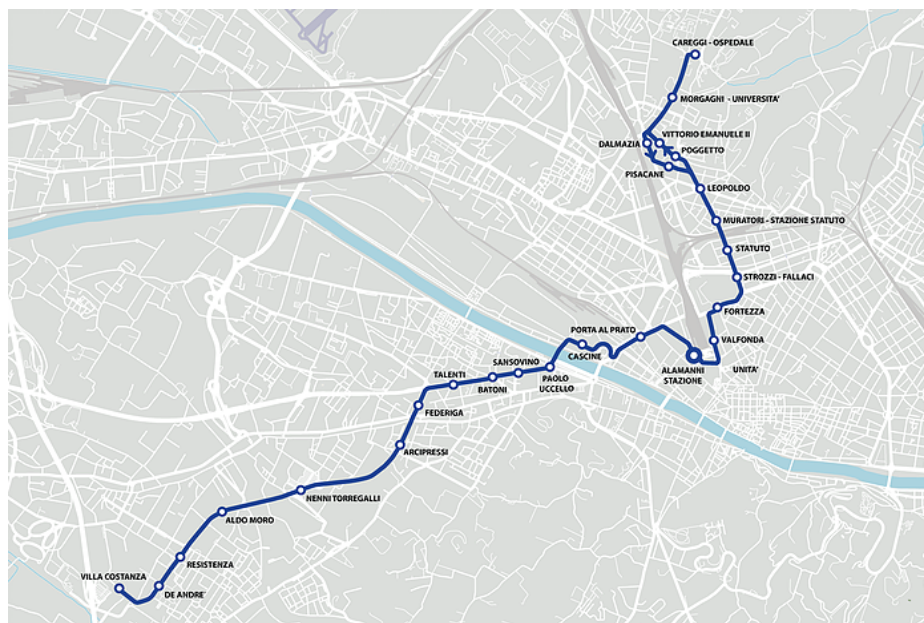 CAREGGI - OSPEDALE
MORGAGNI - UNIVERSITA'
VITTORIO EMANUELE II
DALMAZIA
POGGETTO
PISACANE
LEOPOLDO
MURATORI - STAZIONE STATUTO
STATUTO
STROZZI - FALLACI
FORTEZZA
PORTA AL PRATO
VALFONDA
CASCINE
SANSOVINO
ALAMANNI
STAZIONE
UNITA'
TALENTI
BATONI
PAOLO
UCCELLO
FEDERIGA
ARCIPRESSI
NENNI TORREGALLI
ALDO MORO
RESISTENZA
VILLA COSTANZA
DE ANDRE'